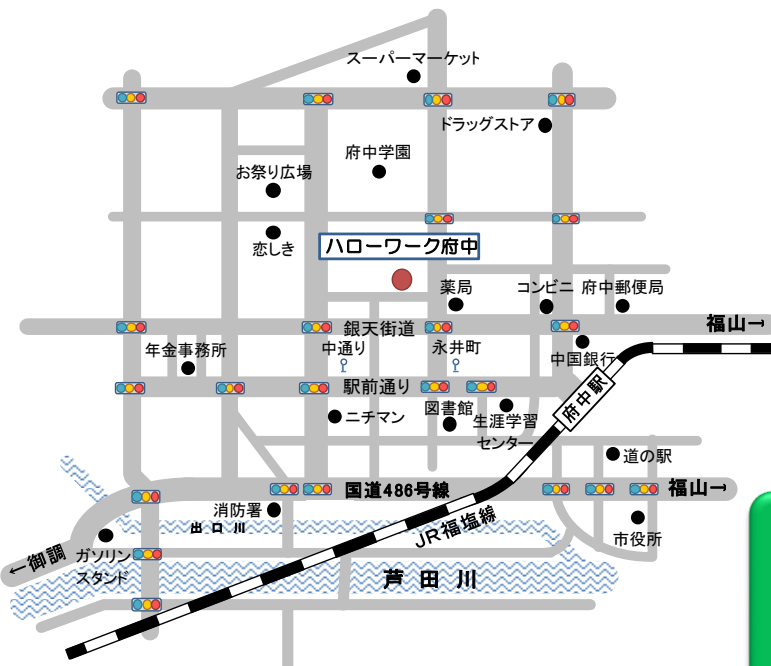 スーパーマーケット
ドラッグストア
府中学園
お祭り広場
恋しき
ハローワーク府中
薬局
コンビニ
府中郵便局
福山→
銀天街道
中通り
永井町
年金事務所
中国銀行
駅前通り
府中駅
図書館
ニチマン
生涯学習
センター
道の駅
国道486号線
福山→
消防署
出口川
JR福塩線
市役所
←御調
ガソリン
スタンド
芦田川